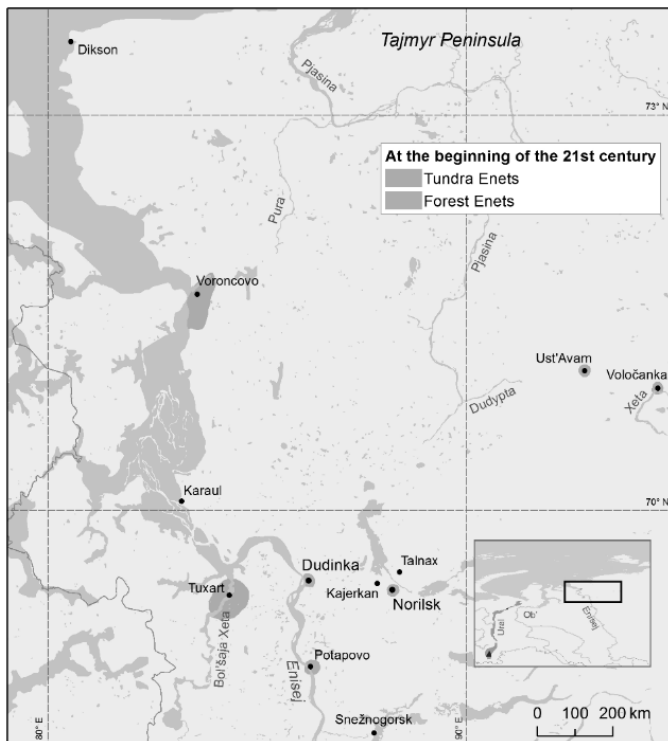 Dikson
Tajmyr Peninsula
Pjasina
73° N
At the beginning of the 21st century
Tundra Enets
Forest Enets
Pura
Pjasina
Voroncovo
Ust'Avam
Voločanka
Xeta
Dudypta
Karaul
70° N
Dudinka
Talnax
Kajerkan
Norilsk
Tuxart
Bol'šaja Xeta
Enisej
Potapovo
Ural
Ob'
Enisej
Snežnogorsk
80° E
90° E
0 100 200 km